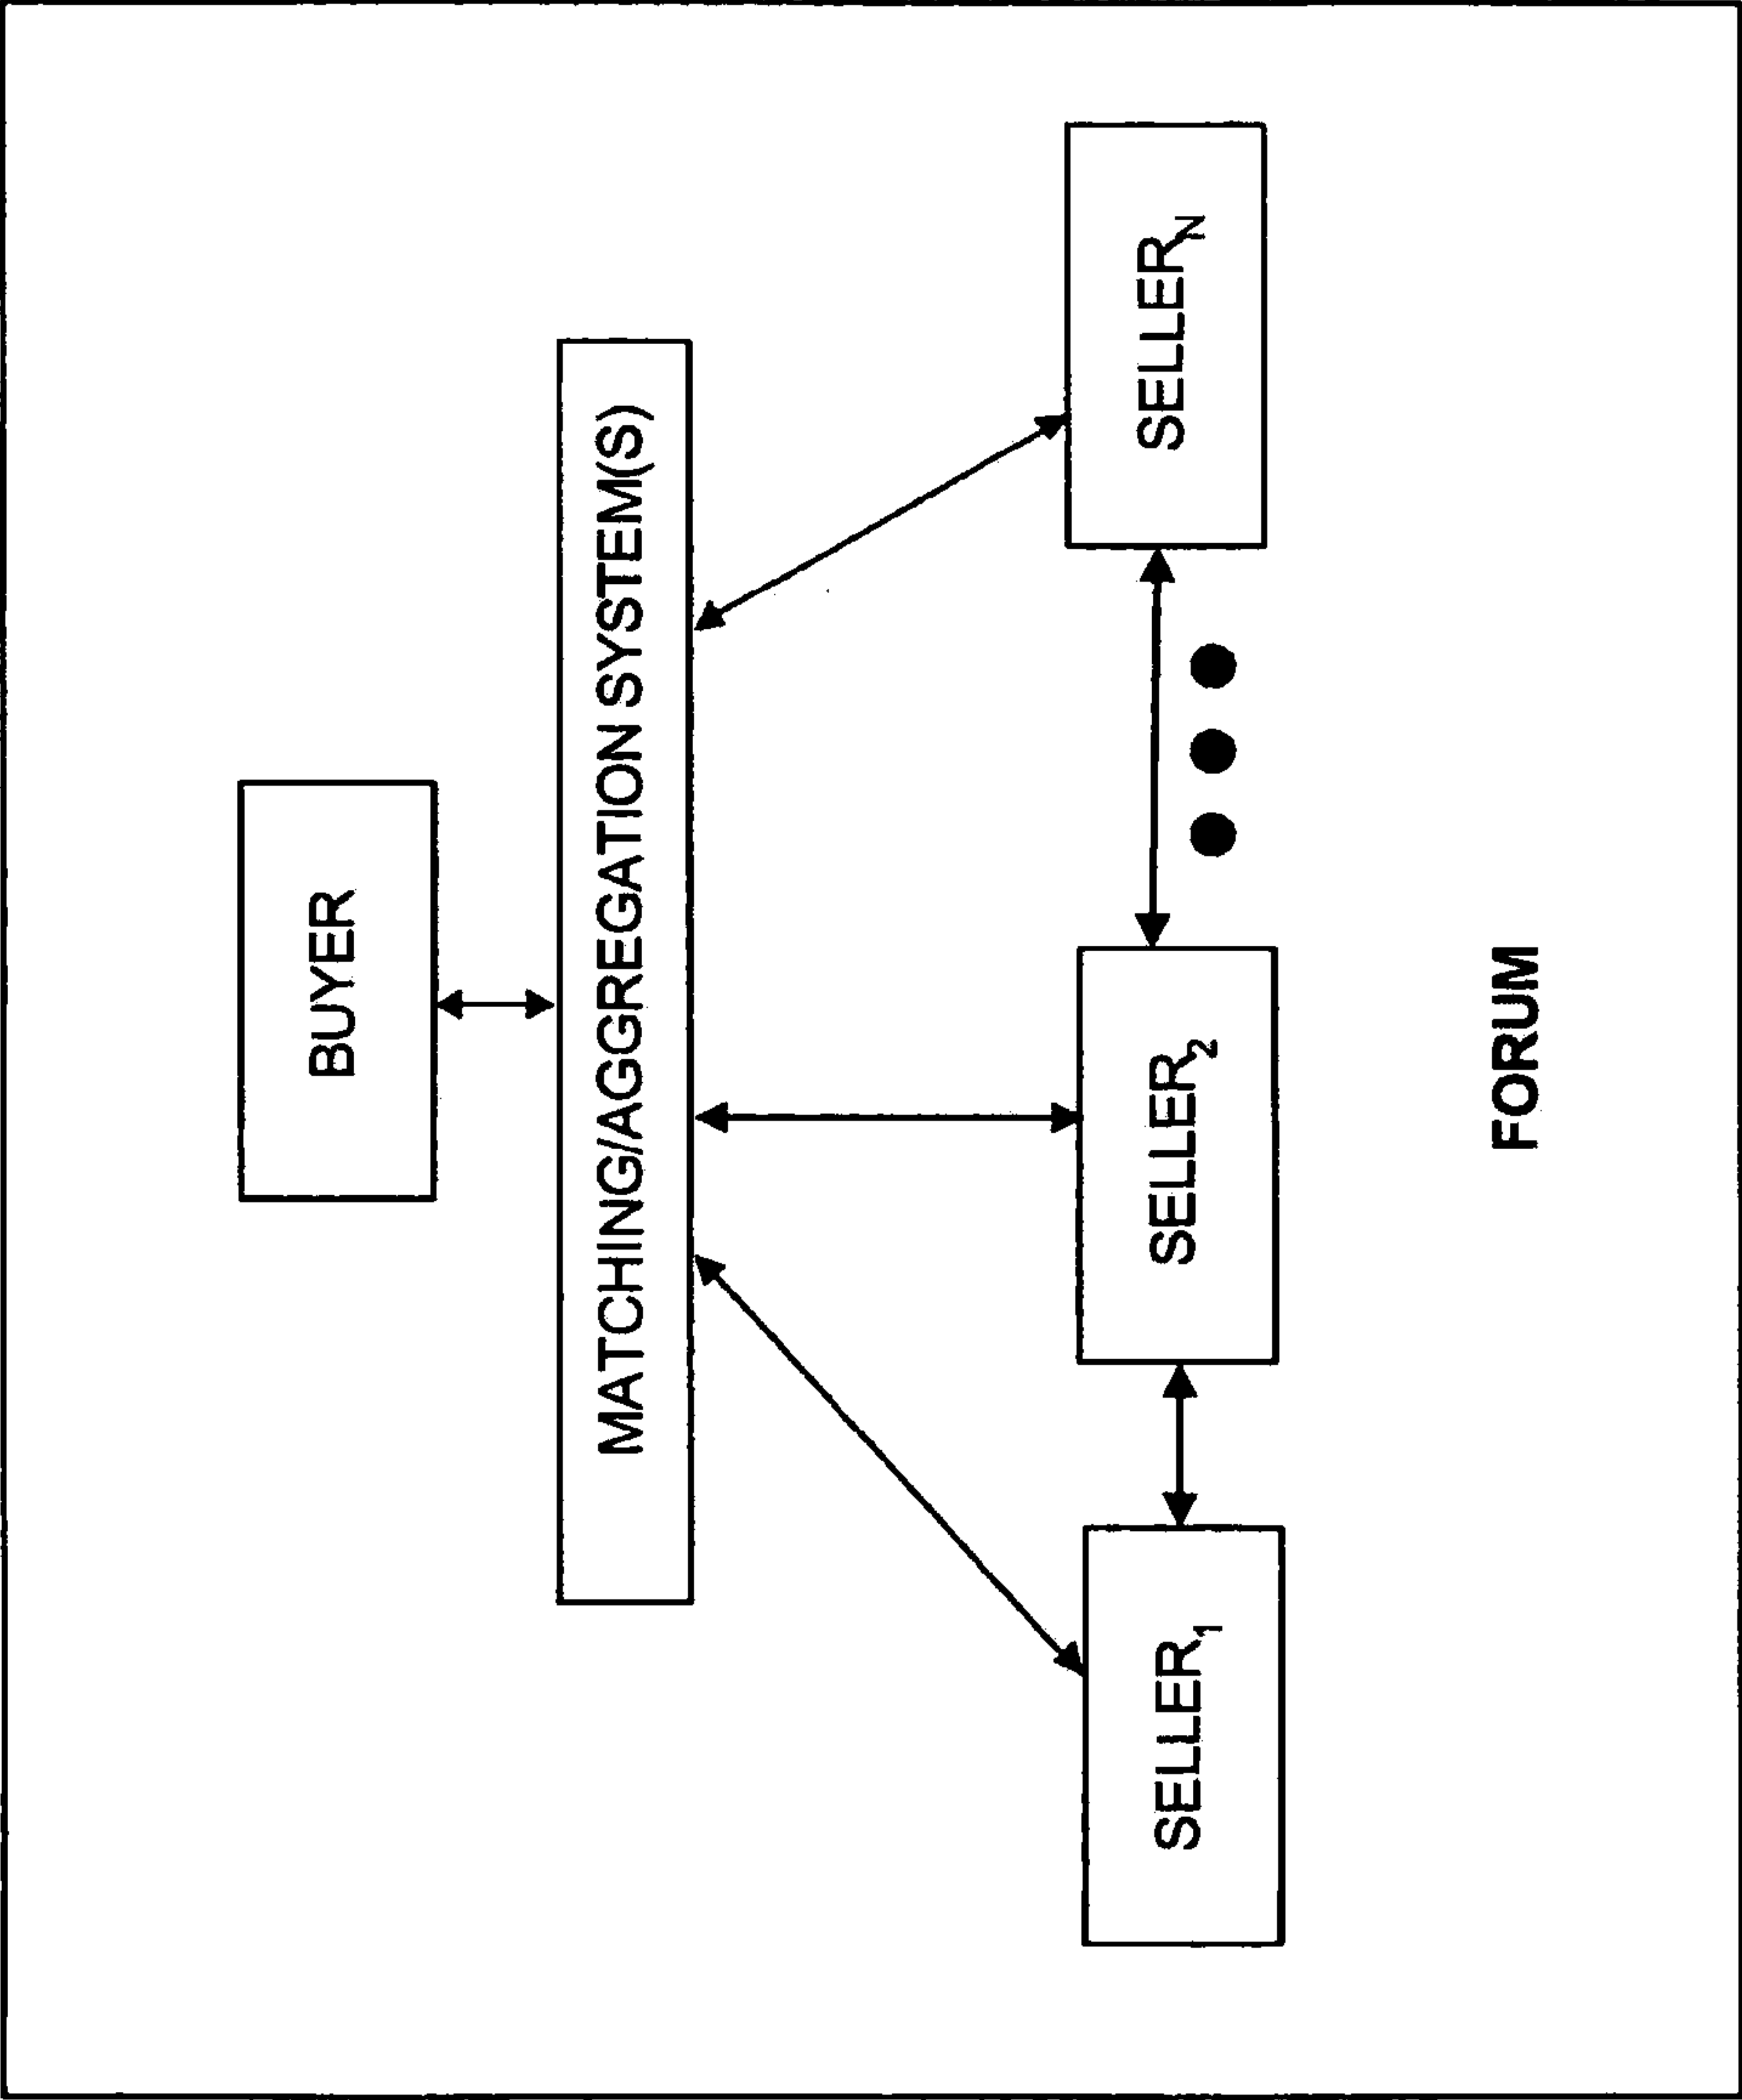 BUYER
MATCHING/AGGREGATION SYSTEM(S)
SELLER1
SELLER2
SELLERN
FORUM